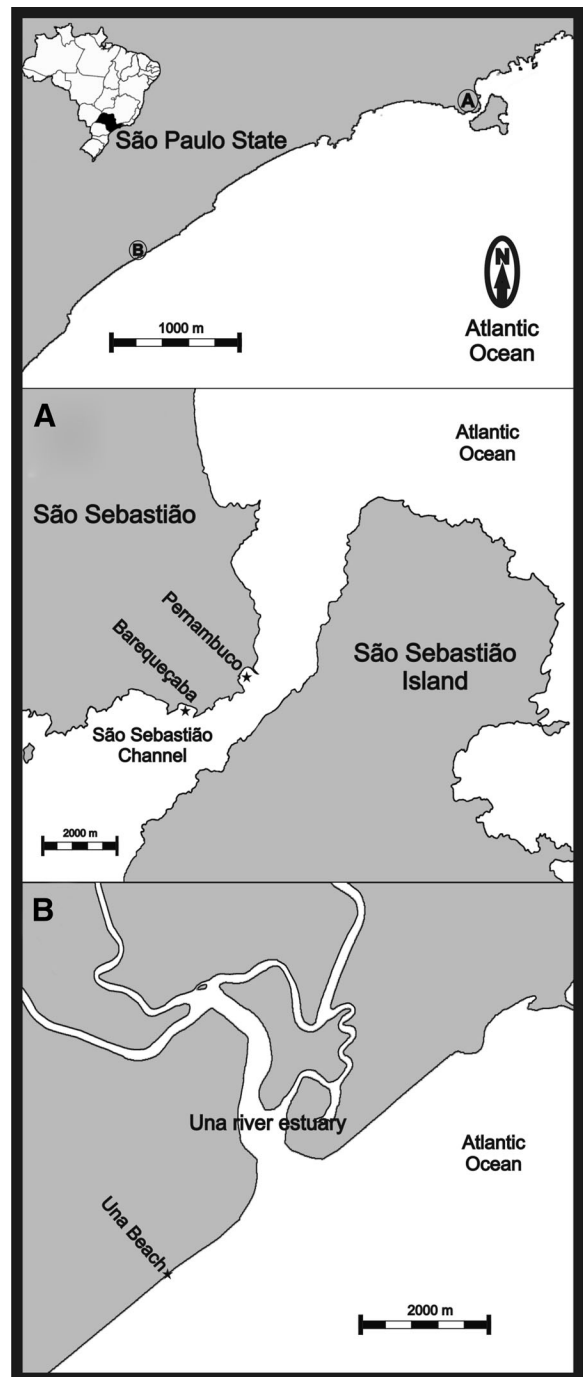 São Paulo State
A
B
N
1000 m
Atlantic
Ocean
A
Atlantic
Ocean
São Sebastião
Pernambuco
Barequeçaba
São Sebastião
Island
São Sebastião
Channel
2000 m
B
Una river estuary
Atlantic
Ocean
Una Beach
2000 m